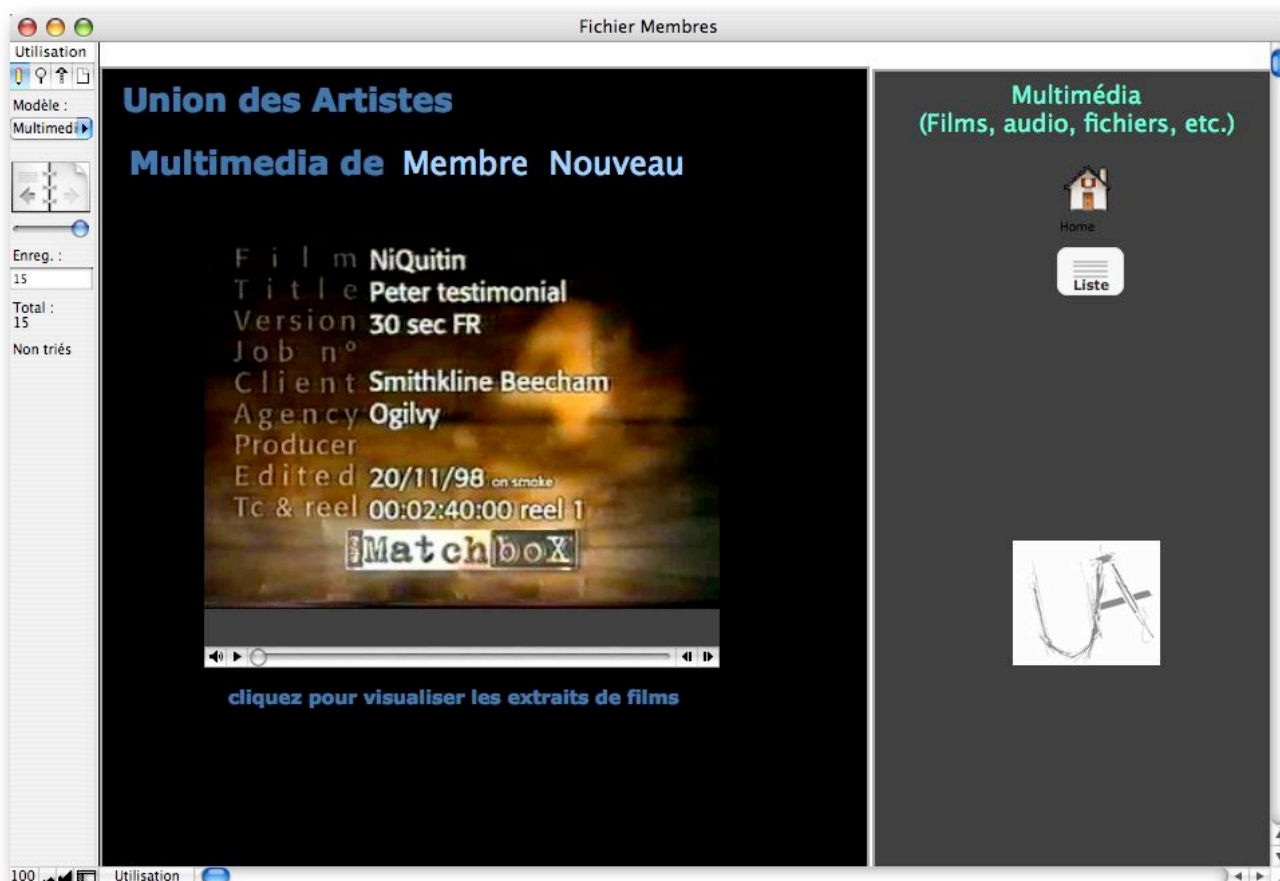 Fichier Membres
Utilisation
Modèle :
Multimedi
Enreg. :
15
Total :
15
Non triés
Union des Artistes
Multimedia de Membre Nouveau
Film NiQuitin
Title Peter testimonial
Version 30 sec FR
Job nº
Client Smithkline Beecham
Agency Ogilvy
Producer
Edited 20/11/98 on smoke
Tc & reel 00:02:40:00 reel 1
MatchboX
cliquez pour visualiser les extraits de films
Multimédia
(Films, audio, fichiers, etc.)
Home
Liste
UA
100 Utilisation